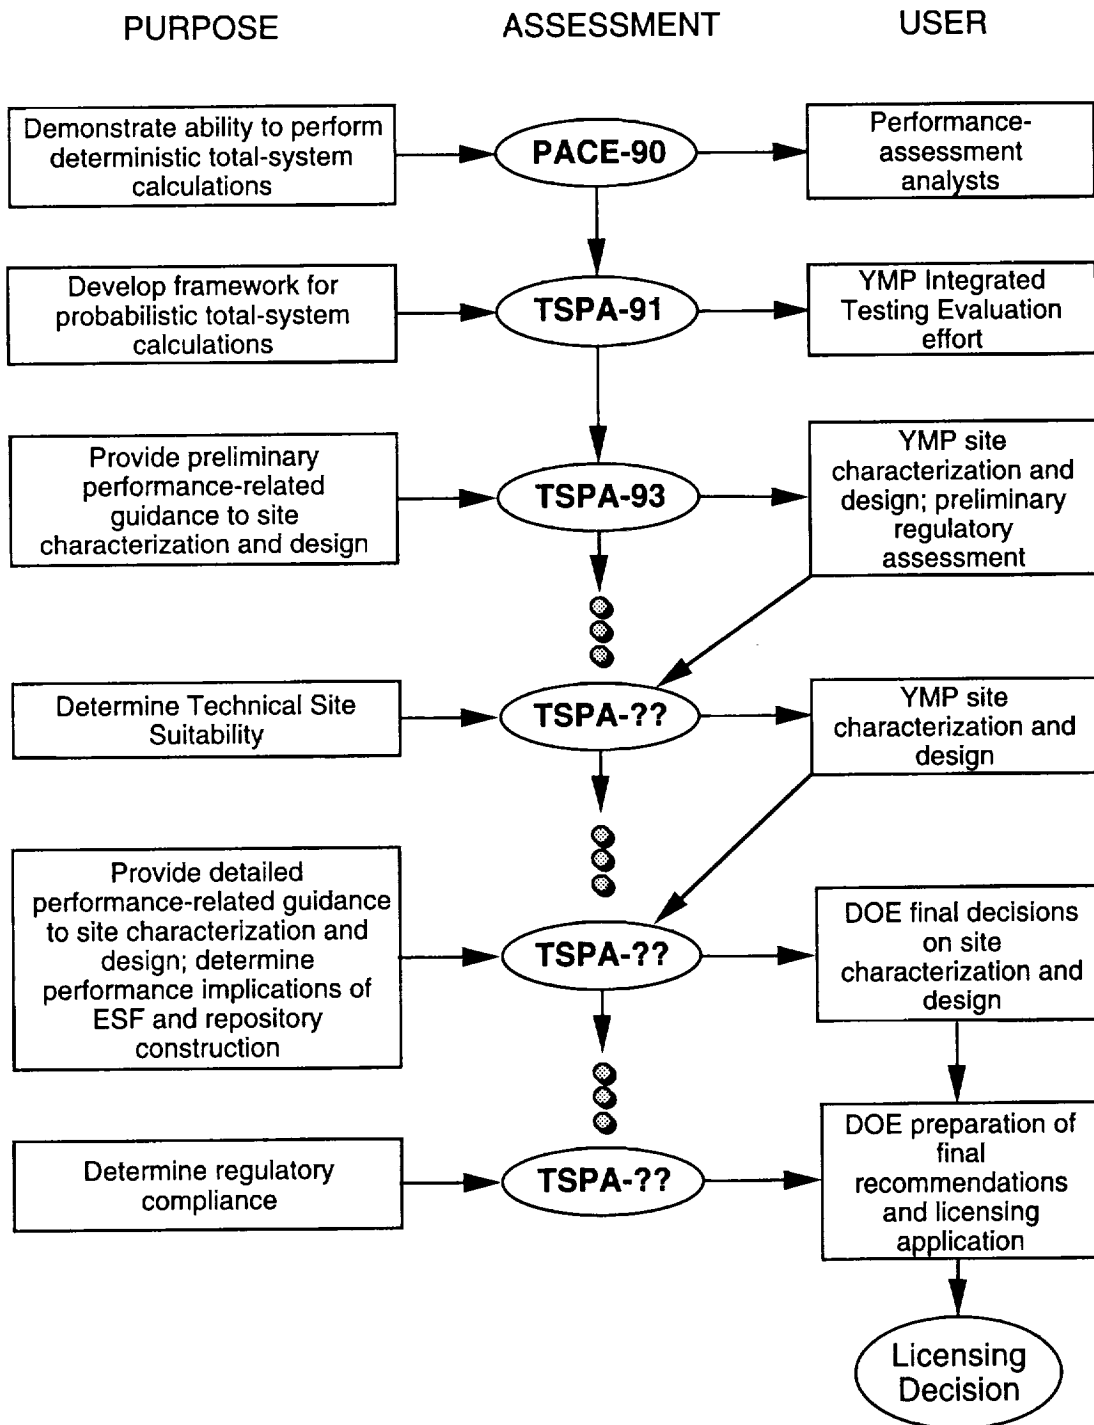 PURPOSE
ASSESSMENT
USER
Demonstrate ability to perform
deterministic total-system
calculations
PACE-90
Performance-
assessment
analysts
Develop framework for
probabilistic total-system
calculations
TSPA-91
YMP Integrated
Testing Evaluation
effort
Provide preliminary
performance-related
guidance to site
characterization and design
TSPA-93
YMP site
characterization and
design; preliminary
regulatory
assessment
Determine Technical Site
Suitability
TSPA-??
YMP site
characterization and
design
Provide detailed
performance-related guidance
to site characterization and
design; determine
performance implications of
ESF and repository
construction
TSPA-??
DOE final decisions
on site
characterization and
design
Determine regulatory
compliance
TSPA-??
DOE preparation of
final
recommendations
and licensing
application
Licensing
Decision